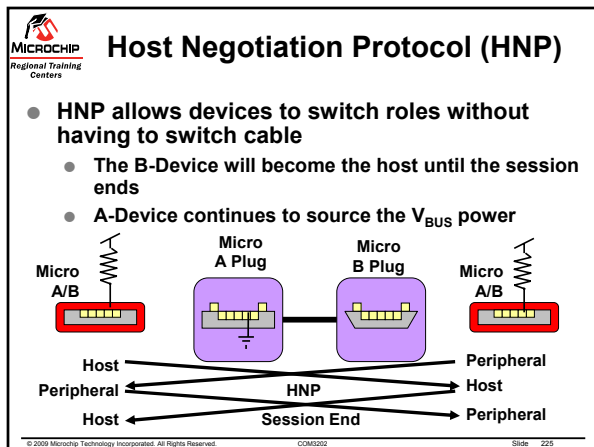 MICROCHIP
Regional Training
Centers
Host Negotiation Protocol (HNP)
HNP allows devices to switch roles without
having to switch cable
The B-Device will become the host until the session
ends
A-Device continues to source the VBUS power
Micro
A/B
Micro
A Plug
Micro
B Plug
Micro
A/B
Host
Peripheral
Peripheral
HNP
Host
Host
Session End
Peripheral
© 2009 Microchip Technology Incorporated. All Rights Reserved.
COM3202
Slide 225